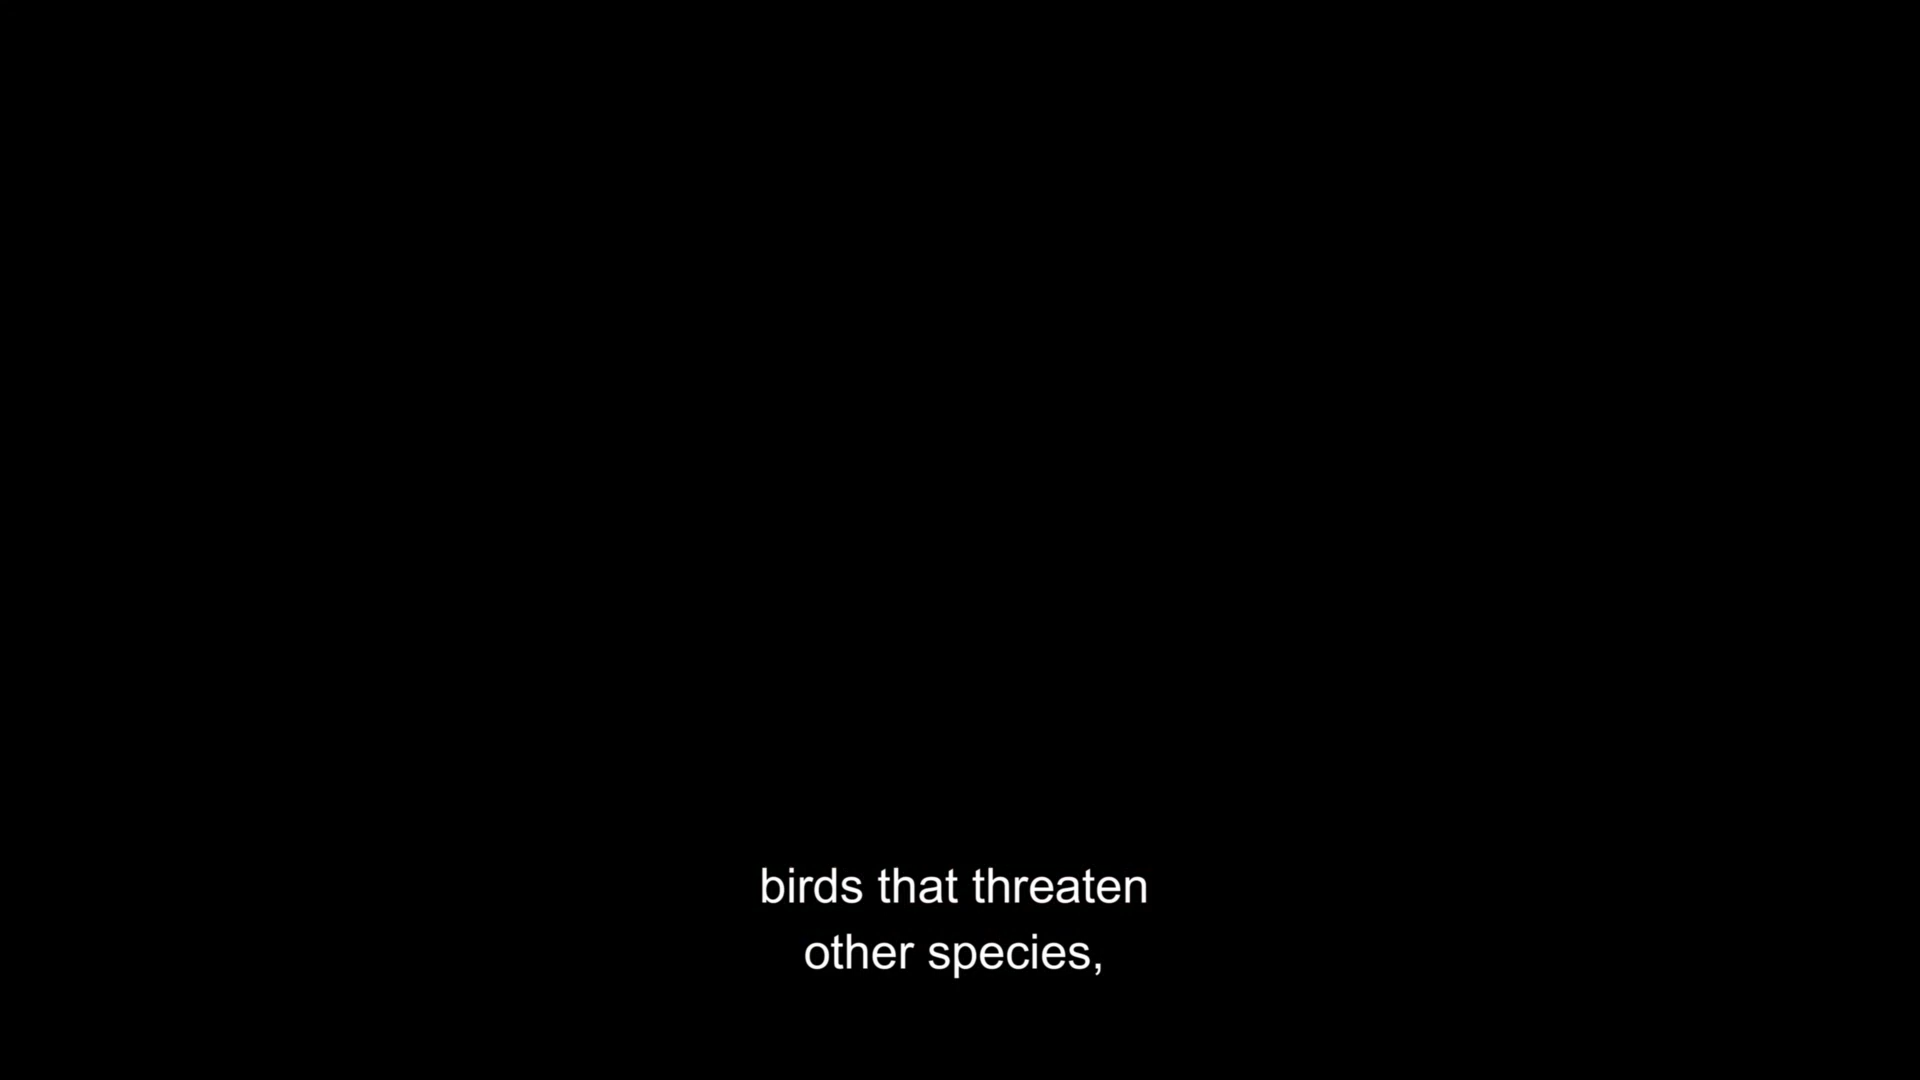 birds that threaten
other species,